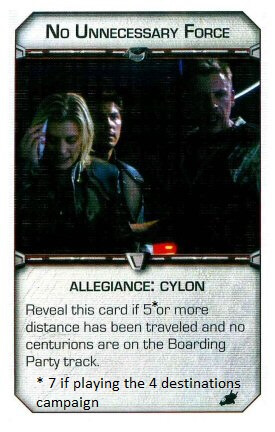 No Unnecessary Force
ALLEGIANCE: CYLON
Reveal this card if 5*or more
distance has been traveled and no
centurions are on the Boarding
Party track.
* 7 if playing the 4 destinations
campaign